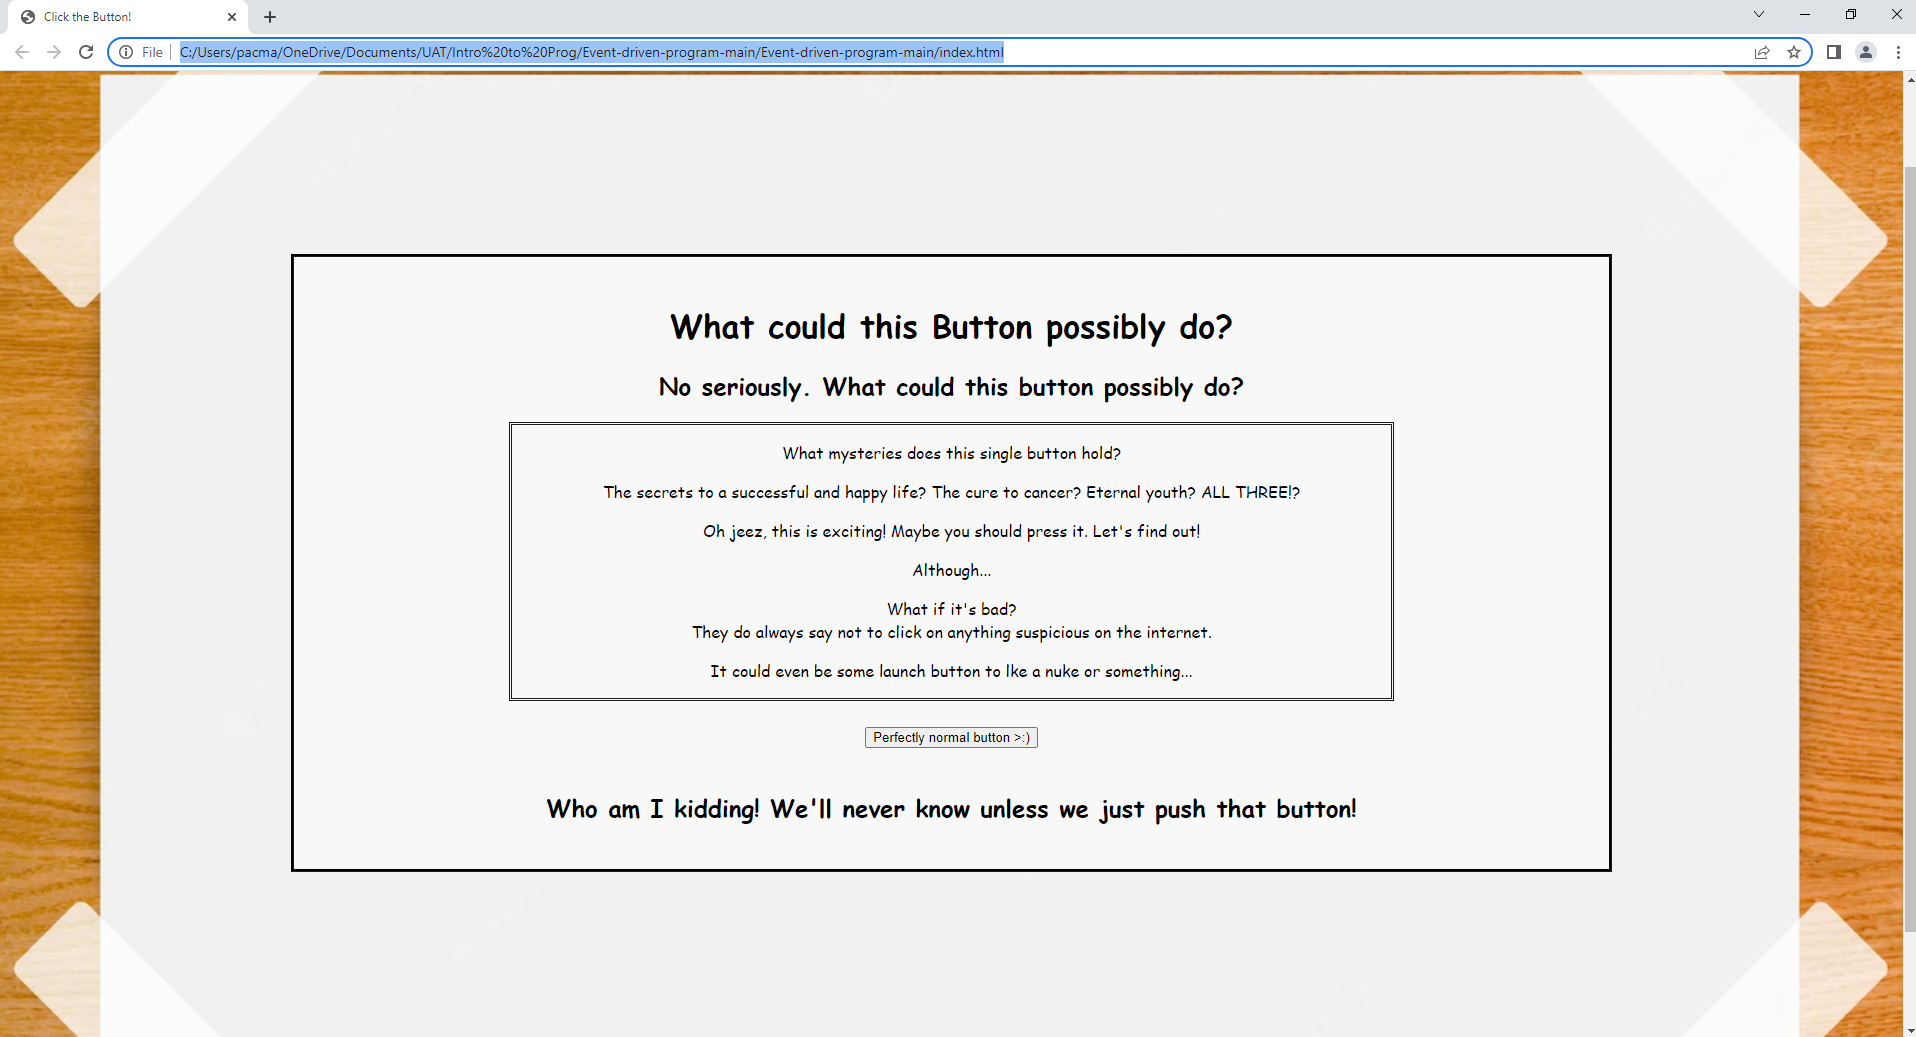 Click the Button!
File
C:/Users/pacma/OneDrive/Documents/UAT/Intro%20to%20Prog/Event-driven-program-main/Event-driven-program-main/index.html
What could this Button possibly do?
No seriously. What could this button possibly do?
What mysteries does this single button hold?
The secrets to a successful and happy life? The cure to cancer? Eternal youth? ALL THREE!?
Oh jeez, this is exciting! Maybe you should press it. Let's find out!
Although...
What if it's bad?
They do always say not to click on anything suspicious on the internet.
It could even be some launch button to lke a nuke or something...
Perfectly normal button >:)
Who am I kidding! We'll never know unless we just push that button!